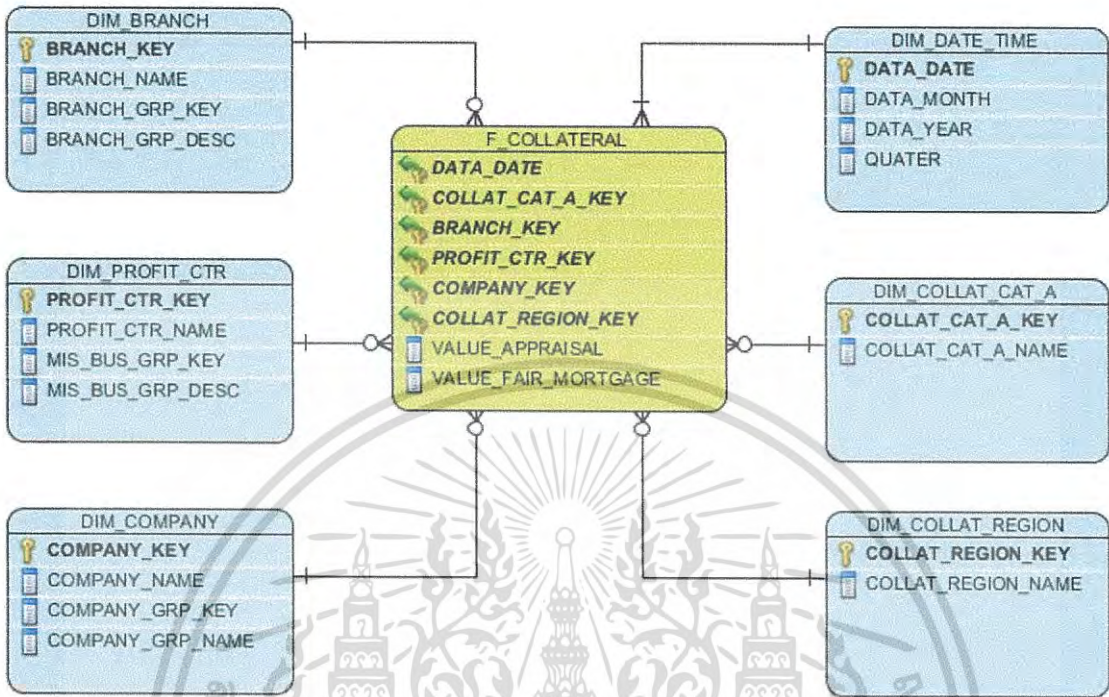 DIM_BRANCH
BRANCH_KEY
BRANCH_NAME
BRANCH_GRP_KEY
BRANCH_GRP_DESC
DIM_DATE_TIME
DATA_DATE
DATA_MONTH
DATA_YEAR
QUATER
F_COLLATERAL
DATA_DATE
COLLAT_CAT_A_KEY
BRANCH_KEY
PROFIT_CTR_KEY
COMPANY_KEY
COLLAT_REGION_KEY
VALUE_APPRAISAL
VALUE_FAIR_MORTGAGE
DIM_PROFIT_CTR
PROFIT_CTR_KEY
PROFIT_CTR_NAME
MIS_BUS_GRP_KEY
MIS_BUS_GRP_DESC
DIM_COLLAT_CAT_A
COLLAT_CAT_A_KEY
COLLAT_CAT_A_NAME
DIM_COMPANY
COMPANY_KEY
COMPANY_NAME
COMPANY_GRP_KEY
COMPANY_GRP_NAME
DIM_COLLAT_REGION
COLLAT_REGION_KEY
COLLAT_REGION_NAME